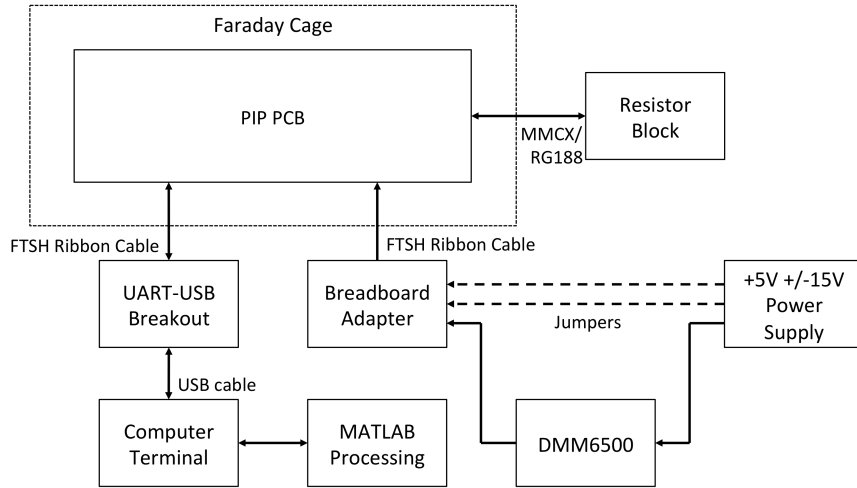 Faraday Cage
PIP PCB
Resistor
Block
MMCX/
RG188
FTSH Ribbon Cable
FTSH Ribbon Cable
UART-USB
Breakout
Breadboard
Adapter
Jumpers
+5V +/-15V
Power
Supply
USB cable
Computer
Terminal
MATLAB
Processing
DMM6500